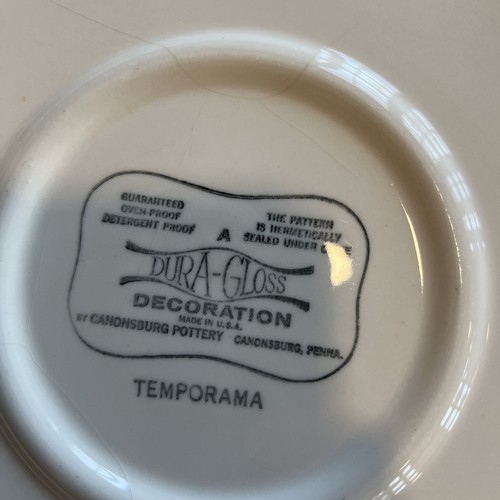 GUARANTEED
OVEN-PROOF
DETERGENT PROOF
THE PATTERN
IS HERMETICALLY
SEALED UNDER
A
DURA-GLOSS
DECORATION
MADE IN U.S.A.
BY CANONSBURG POTTERY CANONSBURG, PENNA.
TEMPORAMA